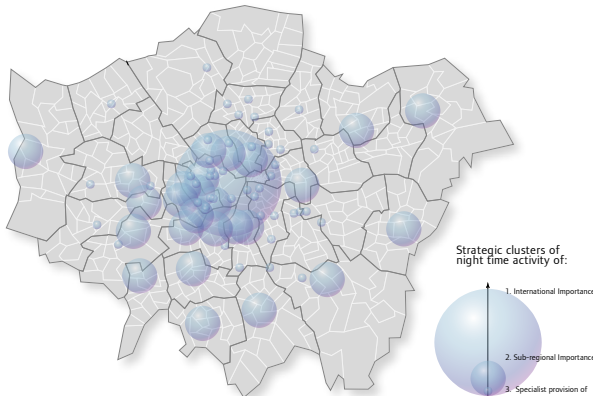 Strategic clusters of
night time activity of:
1. International Importance
2. Sub-regional Importance
3. Specialist provision of